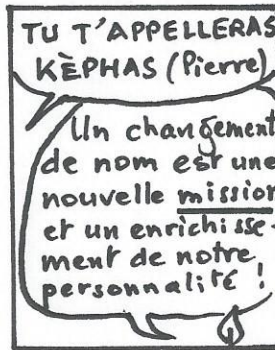 TU T'APPELLERAS
KÈPHAS (Pierre)
Un changement
de nom est une
nouvelle mission
et un enrichisse-
ment de notre
personnalité !